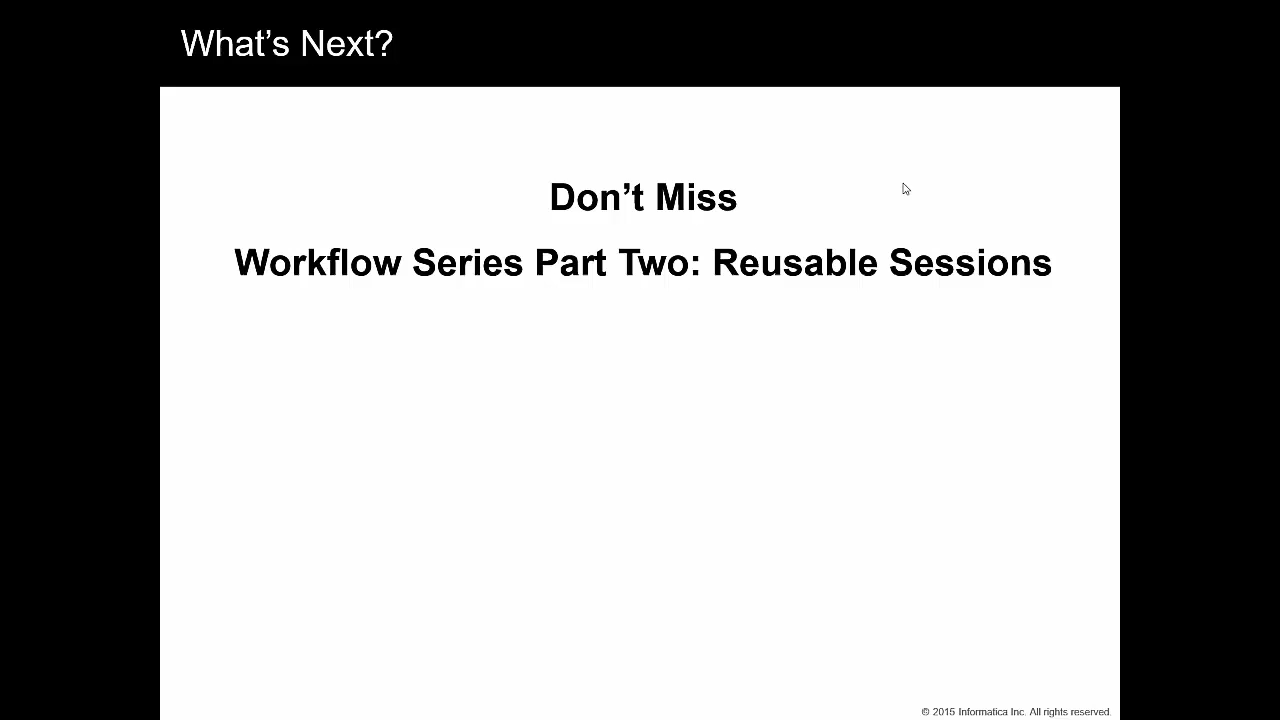 What's Next?
Don't Miss
Workflow Series Part Two: Reusable Sessions
© 2015 Informatica Inc. All rights reserved.